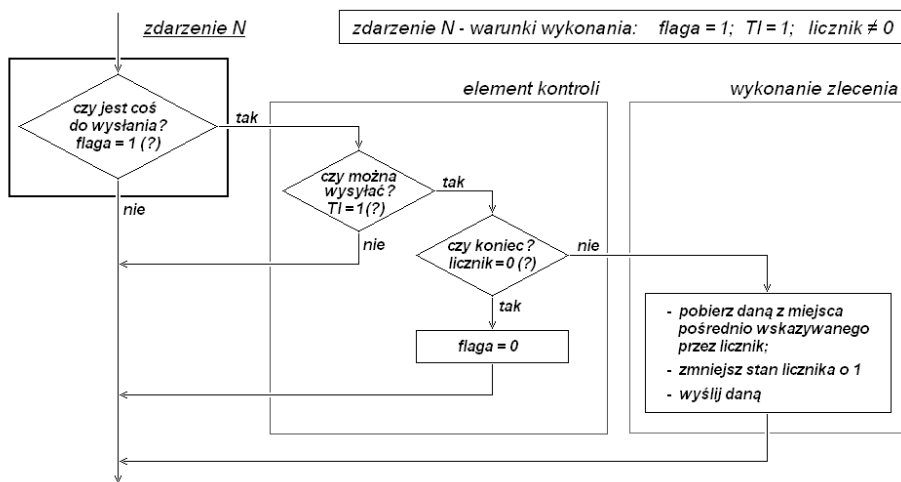 zdarzenie N
zdarzenie N - warunki wykonania: flaga = 1; TI = 1; licznik ≠ 0
element kontroli
wykonanie zlecenia
czy jest coś
do wysłania?
flaga = 1 (?)
tak
nie
czy można
wysyłać?
TI = 1(?)
tak
nie
czy koniec?
licznik = 0 (?)
nie
tak
flaga = 0
- pobierz daną z miejsca
pośrednio wskazywanego
przez licznik;
- zmniejsz stan licznika o 1
- wyślij daną